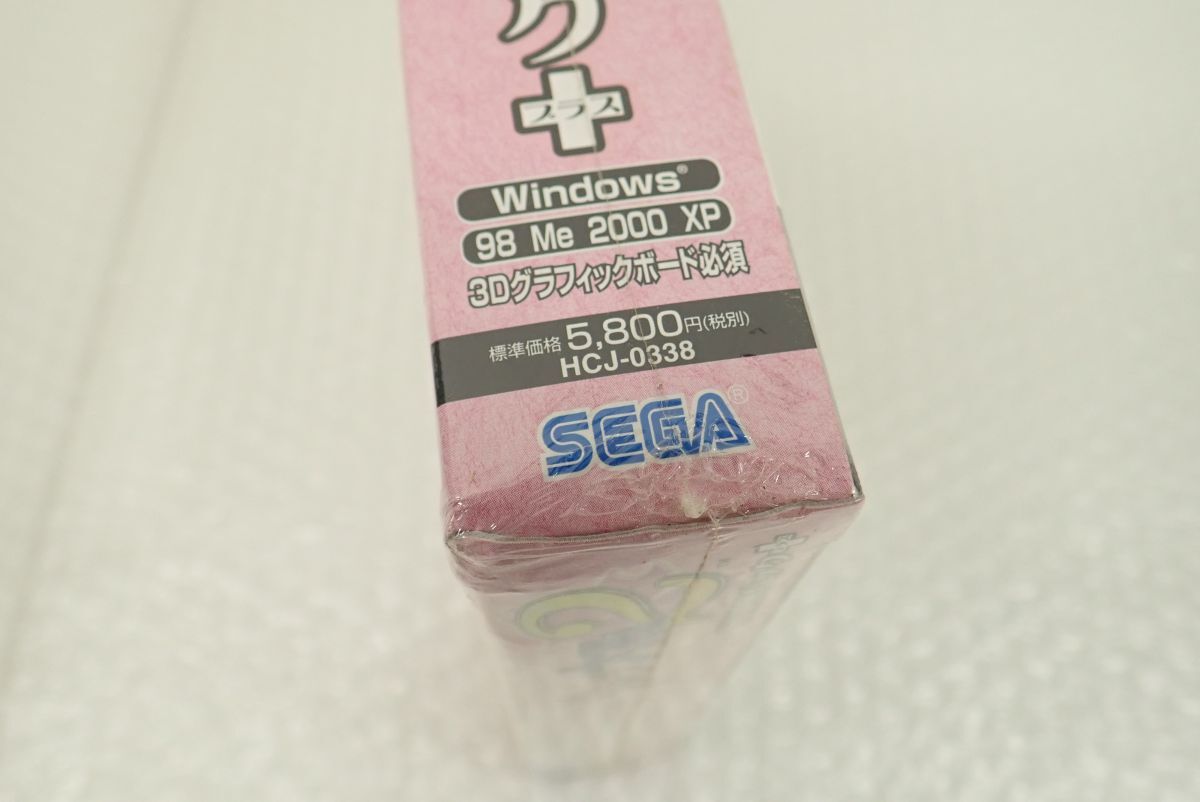 ク
プラス
Windows®
98 Me 2000 XP
3Dグラフィックボード必須
標準価格5,800円(税別)
HCJ-0338
SEGA®